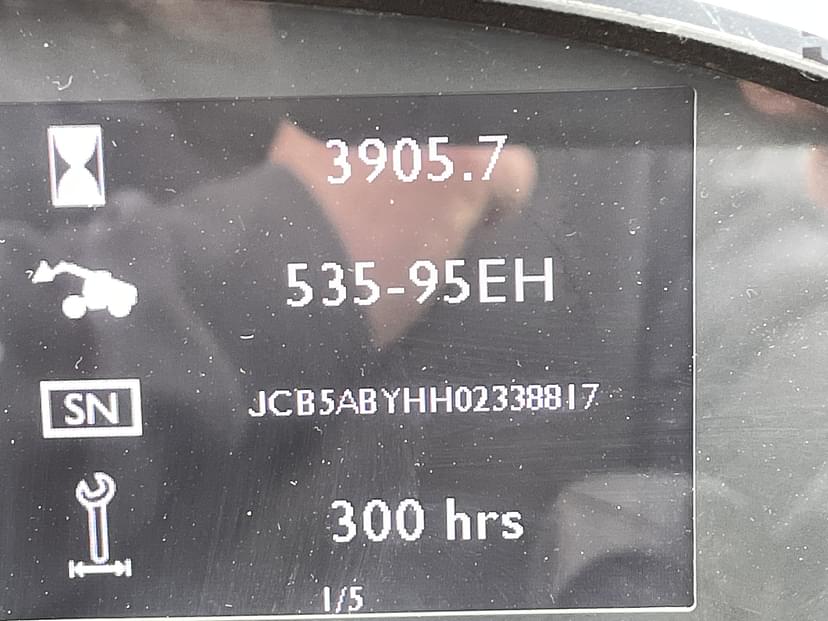 3905.7
535-95EH
SN JCB5ABYHH02338817
300 hrs
1/5